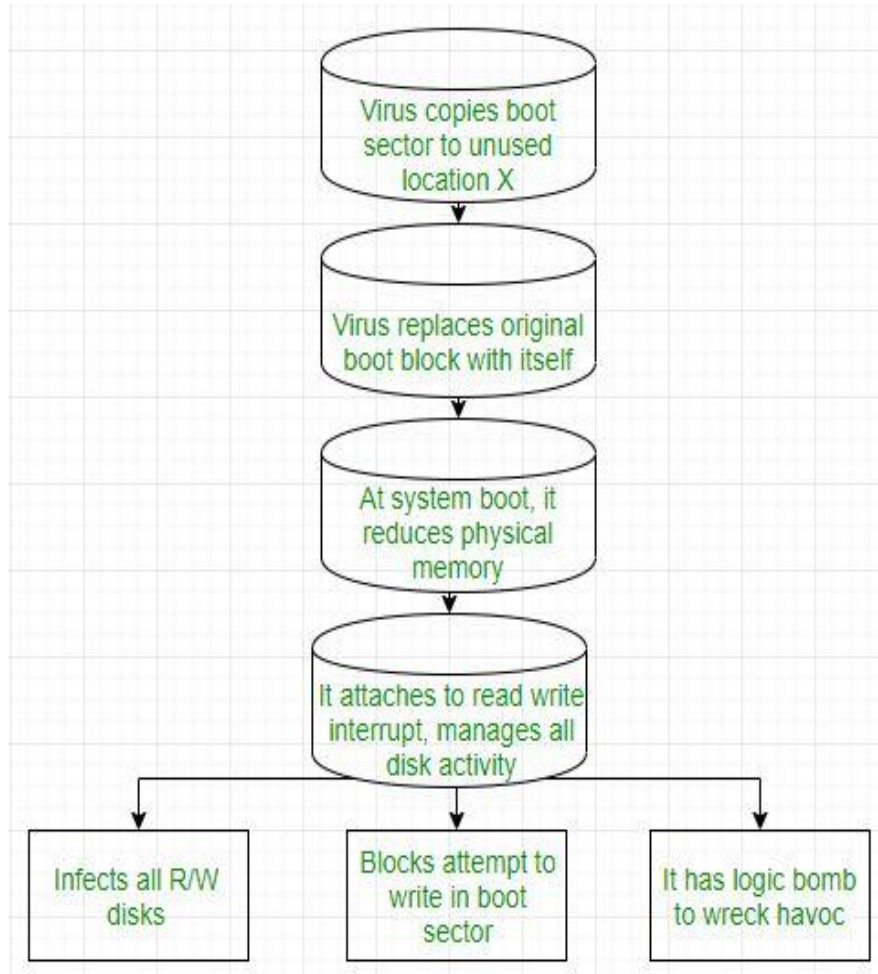 Virus copies boot
sector to unused
location X
Virus replaces original
boot block with itself
At system boot, it
reduces physical
memory
It attaches to read write
interrupt, manages all
disk activity
Infects all R/W
disks
Blocks attempt to
write in boot
sector
It has logic bomb
to wreck havoc